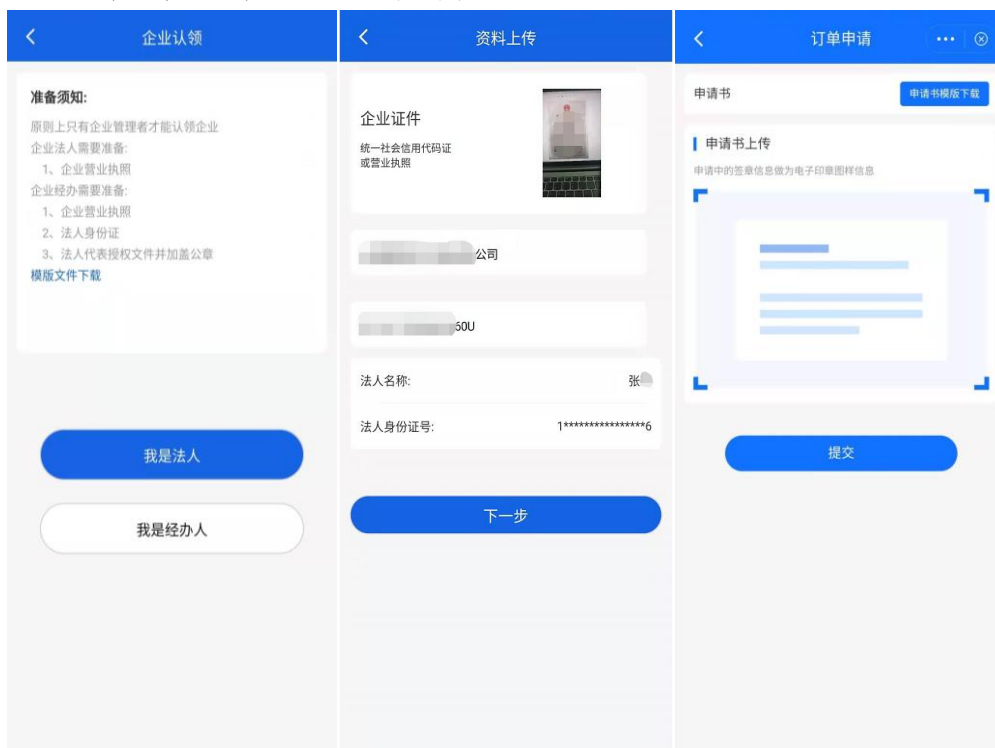 企业认领
准备须知:
原则上只有企业管理者才能认领企业
企业法人需要准备:
1、企业营业执照
企业经办需要准备:
1、企业营业执照
2、法人身份证
3、法人代表授权文件并加盖公章
模版文件下载
我是法人
我是经办人
资料上传
企业证件
统一社会信用代码证
或营业执照
公司
60U
法人名称: 张
法人身份证号: 1****************6
下一步
订单申请
申请书 申请书模版下载
申请书上传
申请中的签章信息做为电子印章图样信息
提交